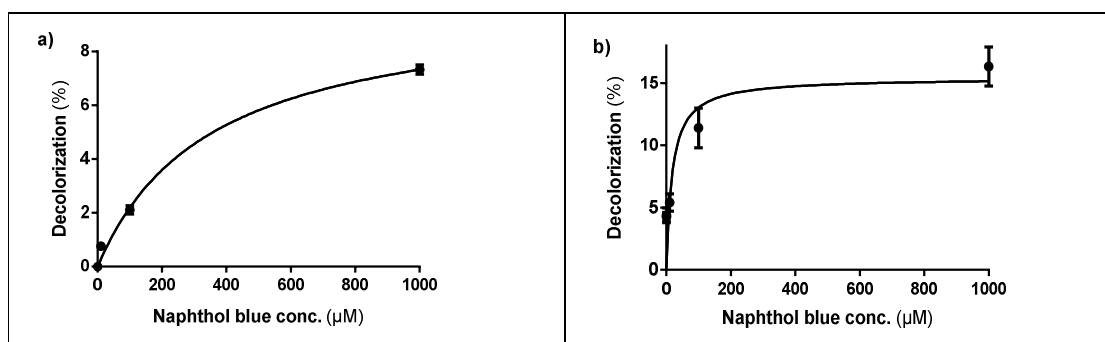 a)
8
6
4
2
0
Decolorization (%)
0 200 400 600 800 1000
Naphthol blue conc. (µM)
b)
15
10
5
0
Decolorization (%)
0 200 400 600 800 1000
Naphthol blue conc. (µM)